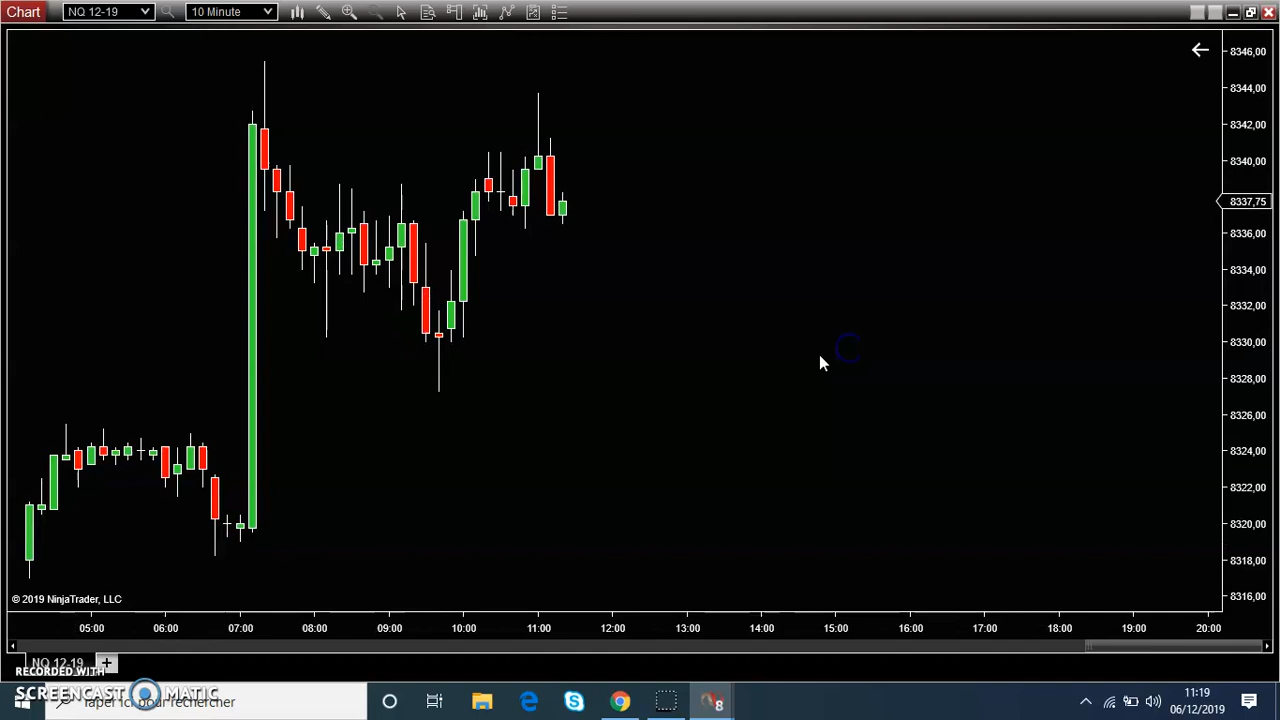 Chart NQ 12-19 10 Minute
8346,00
8344,00
8342,00
8340,00
8337,75
8336,00
8334,00
8332,00
8330,00
8328,00
8326,00
8324,00
8322,00
8320,00
8318,00
8316,00
© 2019 NinjaTrader, LLC
05:00 06:00 07:00 08:00 09:00 10:00 11:00 12:00 13:00 14:00 15:00 16:00 17:00 18:00 19:00 20:00
NQ 12-19
RECORDED WITH
SCREENCAST MATIC
Taper ici pour rechercher
8
11:19
06/12/2019